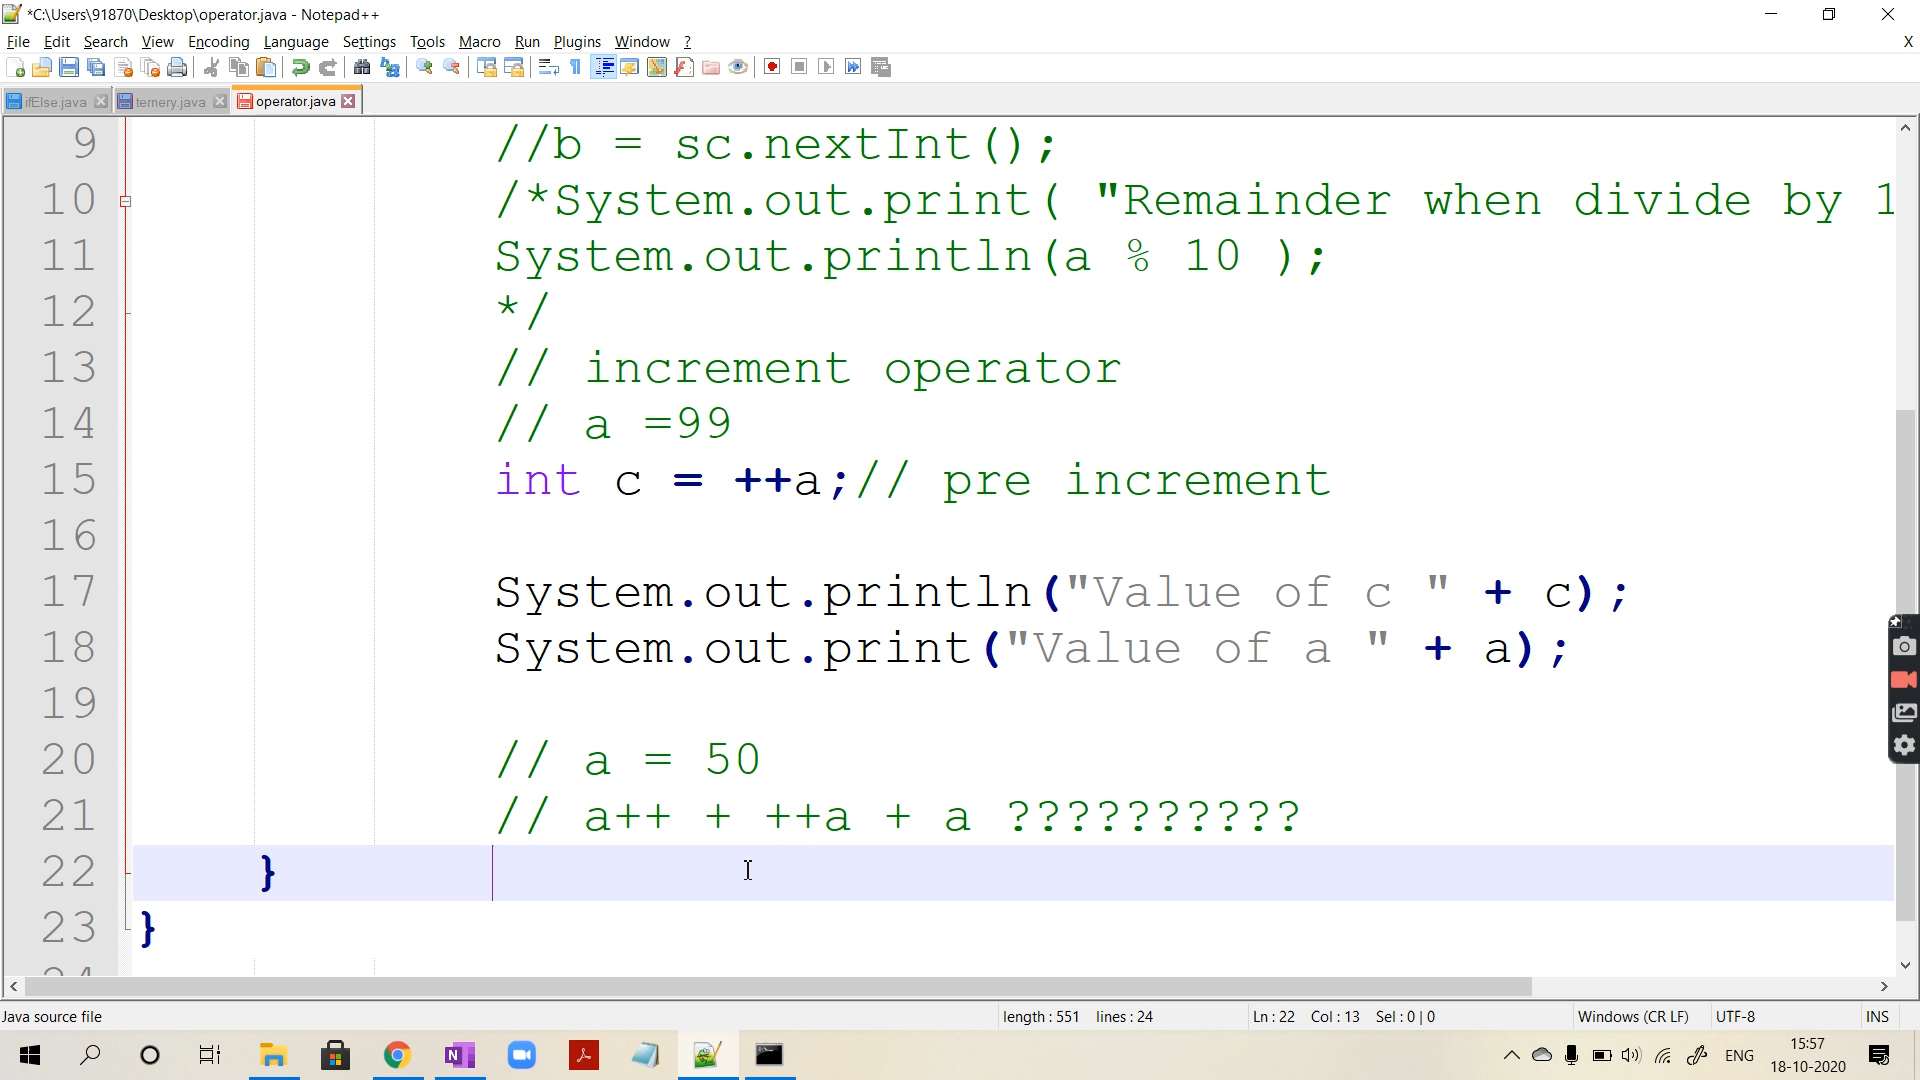 *C:\Users\91870\Desktop\operator.java - Notepad++
File Edit Search View Encoding Language Settings Tools Macro Run Plugins Window ? X
ifElse.java ternery.java operator.java
9 //b = sc.nextInt();
10 /*System.out.print( "Remainder when divide by 1
11 System.out.println(a % 10 );
12 */
13 // increment operator
14 // a =99
15 int c = ++a;// pre increment
16
17 System.out.println("Value of c " + c);
18 System.out.print("Value of a " + a);
19
20 // a = 50
21 // a++ + ++a + a ??????????
22 }
23 }
24
Java source file length : 551 lines : 24 Ln : 22 Col : 13 Sel : 0 | 0 Windows (CR LF) UTF-8 INS
ENG 15:57
18-10-2020